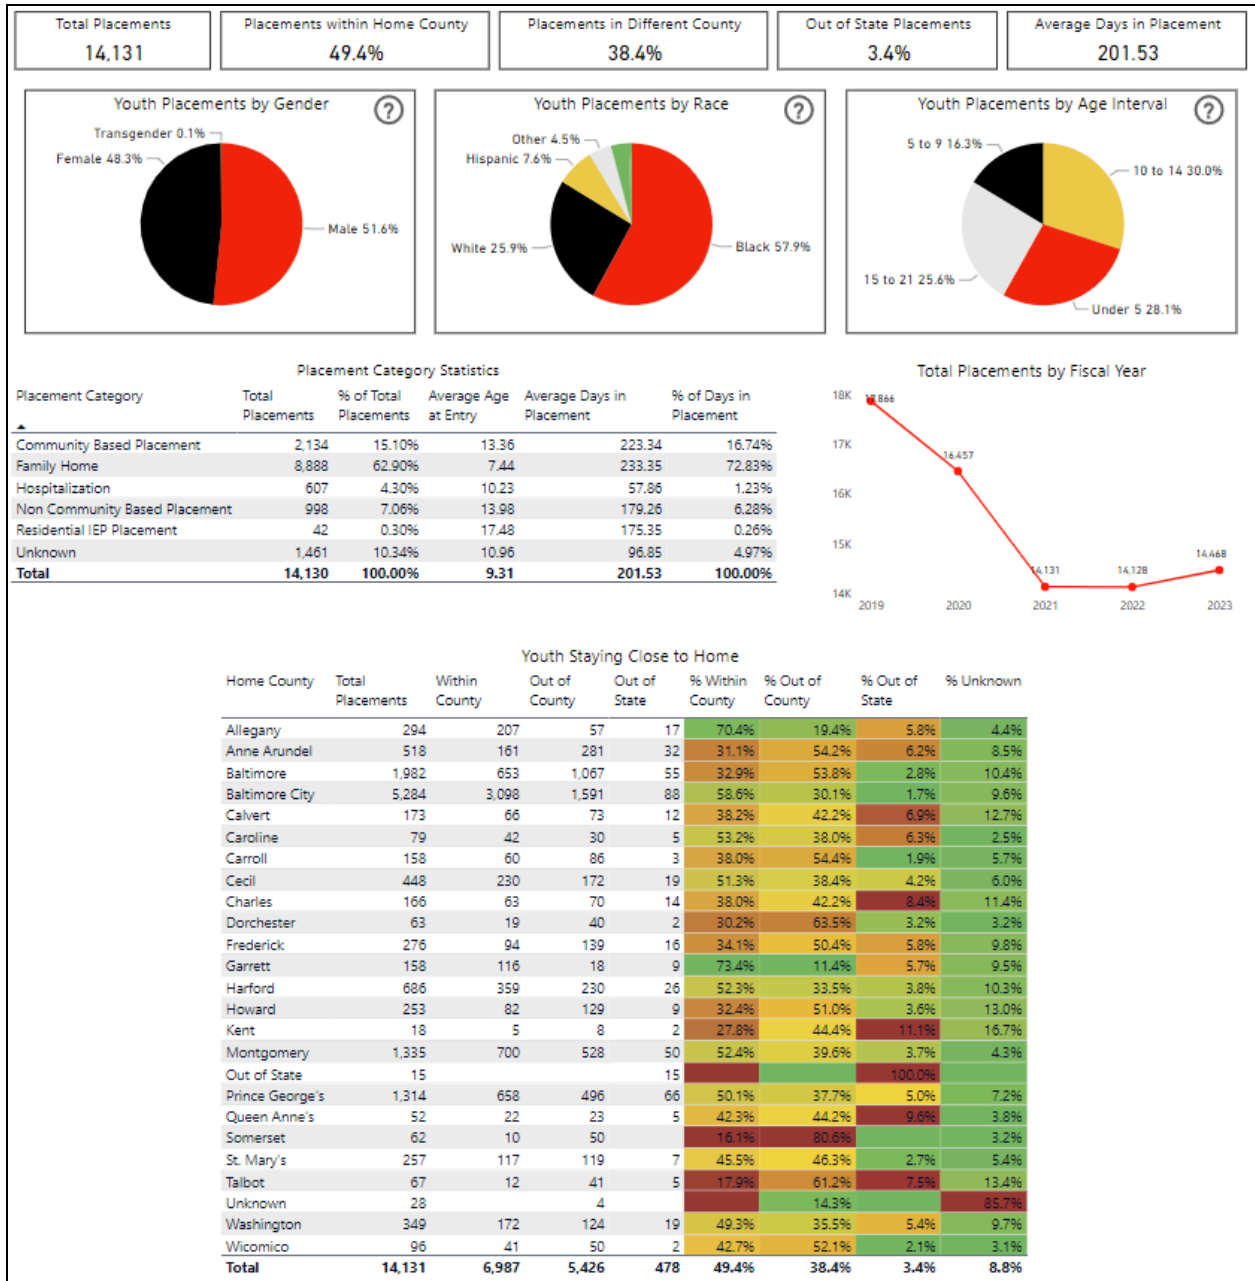 Total Placements
14,131
Placements within Home County
49.4%
Placements in Different County
38.4%
Out of State Placements
3.4%
Average Days in Placement
201.53
Youth Placements by Gender
?
Transgender 0.1%
Female 48.3%
Male 51.6%
Youth Placements by Race
?
Other 4.5%
Hispanic 7.6%
White 25.9%
Black 57.9%
Youth Placements by Age Interval
?
5 to 9 16.3%
10 to 14 30.0%
15 to 21 25.6%
Under 5 28.1%
Placement Category Statistics
Placement Category Total Placements % of Total Placements Average Age at Entry Average Days in Placement % of Days in Placement
Community Based Placement 2,134 15.10% 13.36 223.34 16.74%
Family Home 8,888 62.90% 7.44 233.35 72.83%
Hospitalization 607 4.30% 10.23 57.86 1.23%
Non Community Based Placement 998 7.06% 13.98 179.26 6.28%
Residential IEP Placement 42 0.30% 17.48 175.35 0.26%
Unknown 1,461 10.34% 10.96 96.85 4.97%
Total 14,130 100.00% 9.31 201.53 100.00%
Total Placements by Fiscal Year
18K
17K
16K
15K
14K
17,866
16,457
14,131
14,128
14,468
2019 2020 2021 2022 2023
Youth Staying Close to Home
Home County Total Placements Within County Out of County Out of State % Within County % Out of County % Out of State % Unknown
Allegany 294 207 57 17 70.4% 19.4% 5.8% 4.4%
Anne Arundel 518 161 281 32 31.1% 54.2% 6.2% 8.5%
Baltimore 1,982 653 1,067 55 32.9% 53.8% 2.8% 10.4%
Baltimore City 5,284 3,098 1,591 88 58.6% 30.1% 1.7% 9.6%
Calvert 173 66 73 12 38.2% 42.2% 6.9% 12.7%
Caroline 79 42 30 5 53.2% 38.0% 6.3% 2.5%
Carroll 158 60 86 3 38.0% 54.4% 1.9% 5.7%
Cecil 448 230 172 19 51.3% 38.4% 4.2% 6.0%
Charles 166 63 70 14 38.0% 42.2% 8.4% 11.4%
Dorchester 63 19 40 2 30.2% 63.5% 3.2% 3.2%
Frederick 276 94 139 16 34.1% 50.4% 5.8% 9.8%
Garrett 158 116 18 9 73.4% 11.4% 5.7% 9.5%
Harford 686 359 230 26 52.3% 33.5% 3.8% 10.3%
Howard 253 82 129 9 32.4% 51.0% 3.6% 13.0%
Kent 18 5 8 2 27.8% 44.4% 11.1% 16.7%
Montgomery 1,335 700 528 50 52.4% 39.6% 3.7% 4.3%
Out of State 15 15 100.0%
Prince George's 1,314 658 496 66 50.1% 37.7% 5.0% 7.2%
Queen Anne's 52 22 23 5 42.3% 44.2% 9.6% 3.8%
Somerset 62 10 50 16.1% 80.6% 3.2%
St. Mary's 257 117 119 7 45.5% 46.3% 2.7% 5.4%
Talbot 67 12 41 5 17.9% 61.2% 7.5% 13.4%
Unknown 28 4 14.3% 85.7%
Washington 349 172 124 19 49.3% 35.5% 5.4% 9.7%
Wicomico 96 41 50 2 42.7% 52.1% 2.1% 3.1%
Total 14,131 6,987 5,426 478 49.4% 38.4% 3.4% 8.8%